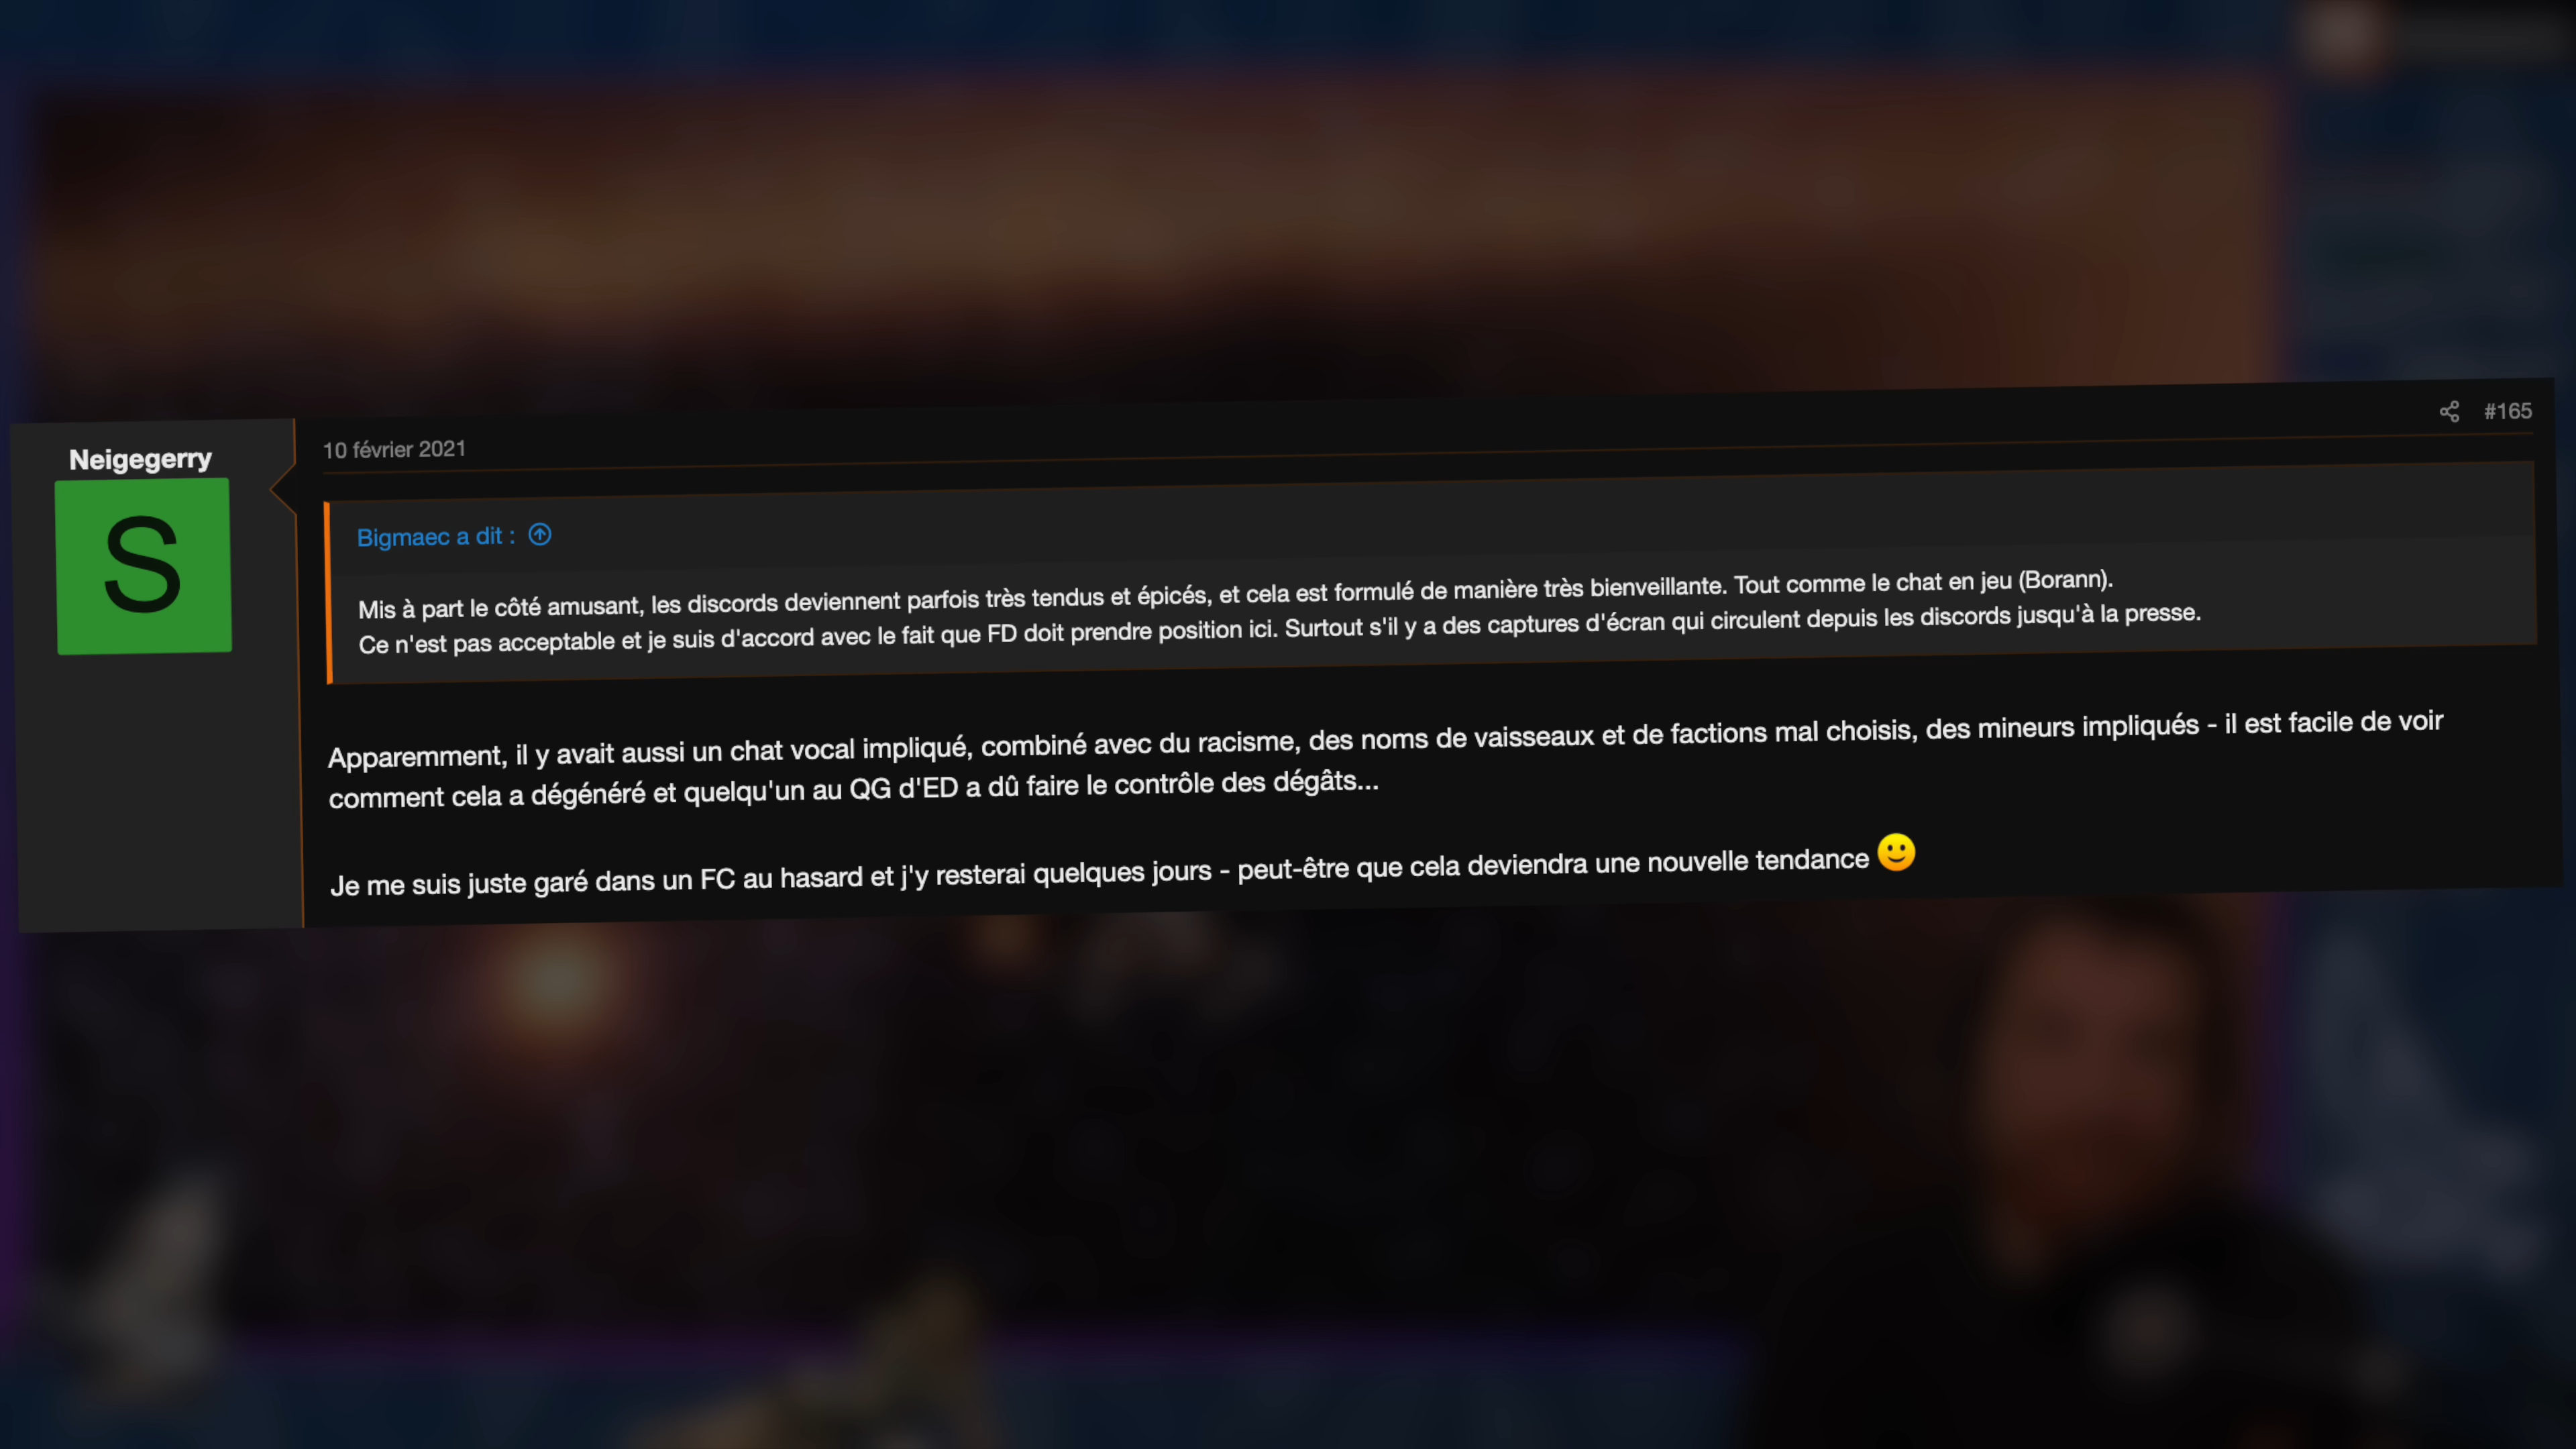 Neigegerry
S
10 février 2021
#165
Bigmaec a dit :
Mis à part le côté amusant, les discords deviennent parfois très tendus et épicés, et cela est formulé de manière très bienveillante. Tout comme le chat en jeu (Borann).
Ce n'est pas acceptable et je suis d'accord avec le fait que FD doit prendre position ici. Surtout s'il y a des captures d'écran qui circulent depuis les discords jusqu'à la presse.
Apparemment, il y avait aussi un chat vocal impliqué, combiné avec du racisme, des noms de vaisseaux et de factions mal choisis, des mineurs impliqués - il est facile de voir
comment cela a dégénéré et quelqu'un au QG d'ED a dû faire le contrôle des dégâts...
Je me suis juste garé dans un FC au hasard et j'y resterai quelques jours - peut-être que cela deviendra une nouvelle tendance 🙂